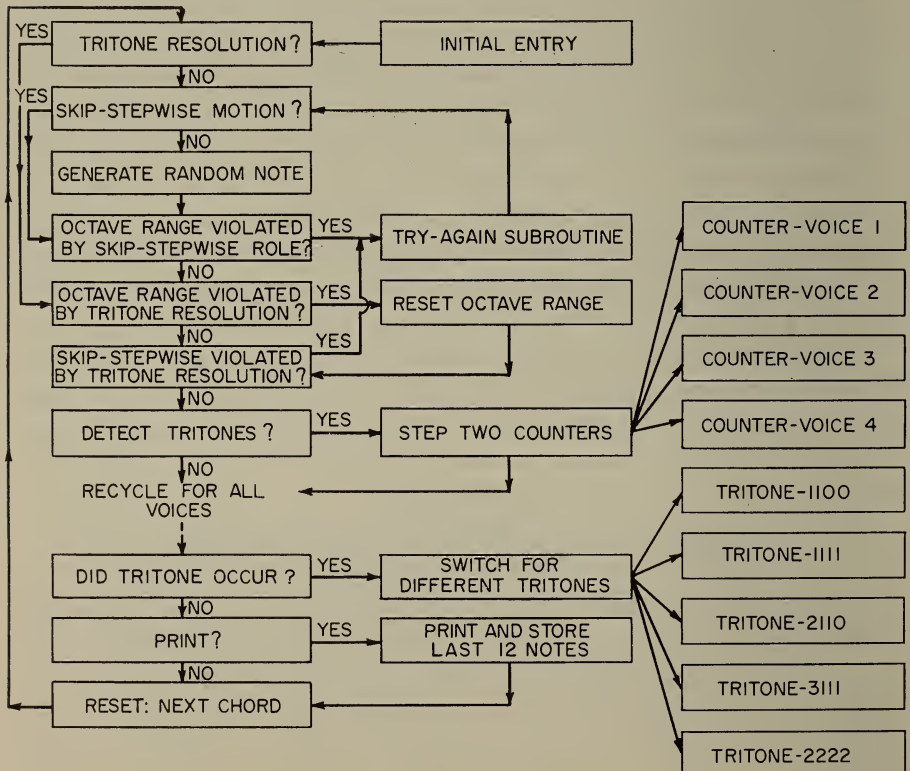 YES
TRITONE RESOLUTION?
INITIAL ENTRY
NO
YES
SKIP-STEPWISE MOTION?
NO
GENERATE RANDOM NOTE
OCTAVE RANGE VIOLATED
BY SKIP-STEPWISE ROLE?
YES
TRY-AGAIN SUBROUTINE
NO
OCTAVE RANGE VIOLATED
BY TRITONE RESOLUTION?
YES
RESET OCTAVE RANGE
NO
SKIP-STEPWISE VIOLATED
BY TRITONE RESOLUTION?
YES
NO
DETECT TRITONES?
YES
STEP TWO COUNTERS
COUNTER-VOICE 1
COUNTER-VOICE 2
COUNTER-VOICE 3
COUNTER-VOICE 4
NO
RECYCLE FOR ALL
VOICES
DID TRITONE OCCUR?
YES
SWITCH FOR
DIFFERENT TRITONES
TRITONE-1100
TRITONE-1111
TRITONE-2110
TRITONE-3111
TRITONE-2222
NO
PRINT?
YES
PRINT AND STORE
LAST 12 NOTES
NO
RESET: NEXT CHORD